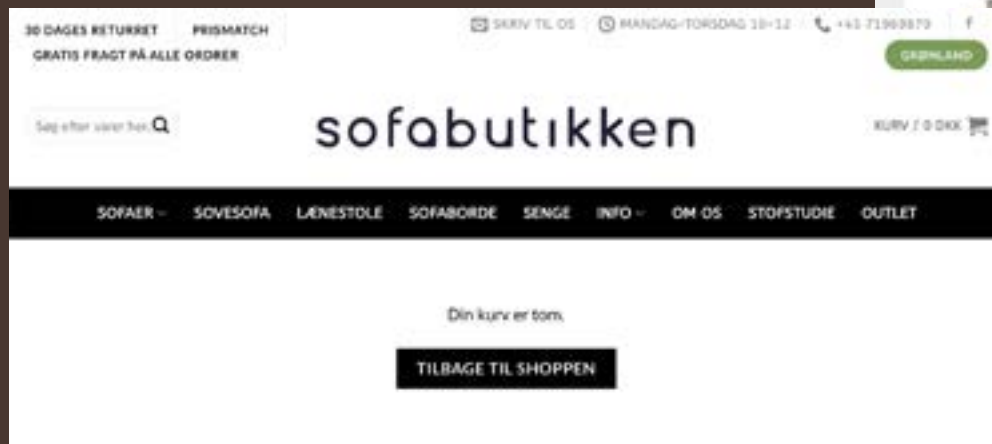 30 DAGES RETURRET PRISMATCH
GRATIS FRAGT PÅ ALLE ORDRER
SKRIV TIL OS MANDAG-TORSDAG 10-12 f
GRØNLAND
Søg efter varer her
sofabutikken
KURV / 0 DKK
SOFAER SOVESOFA LÆNESTOLE SOFABORDE SENGE INFO OM OS STOFSTUDIE OUTLET
Din kurv er tom.
TILBAGE TIL SHOPPEN